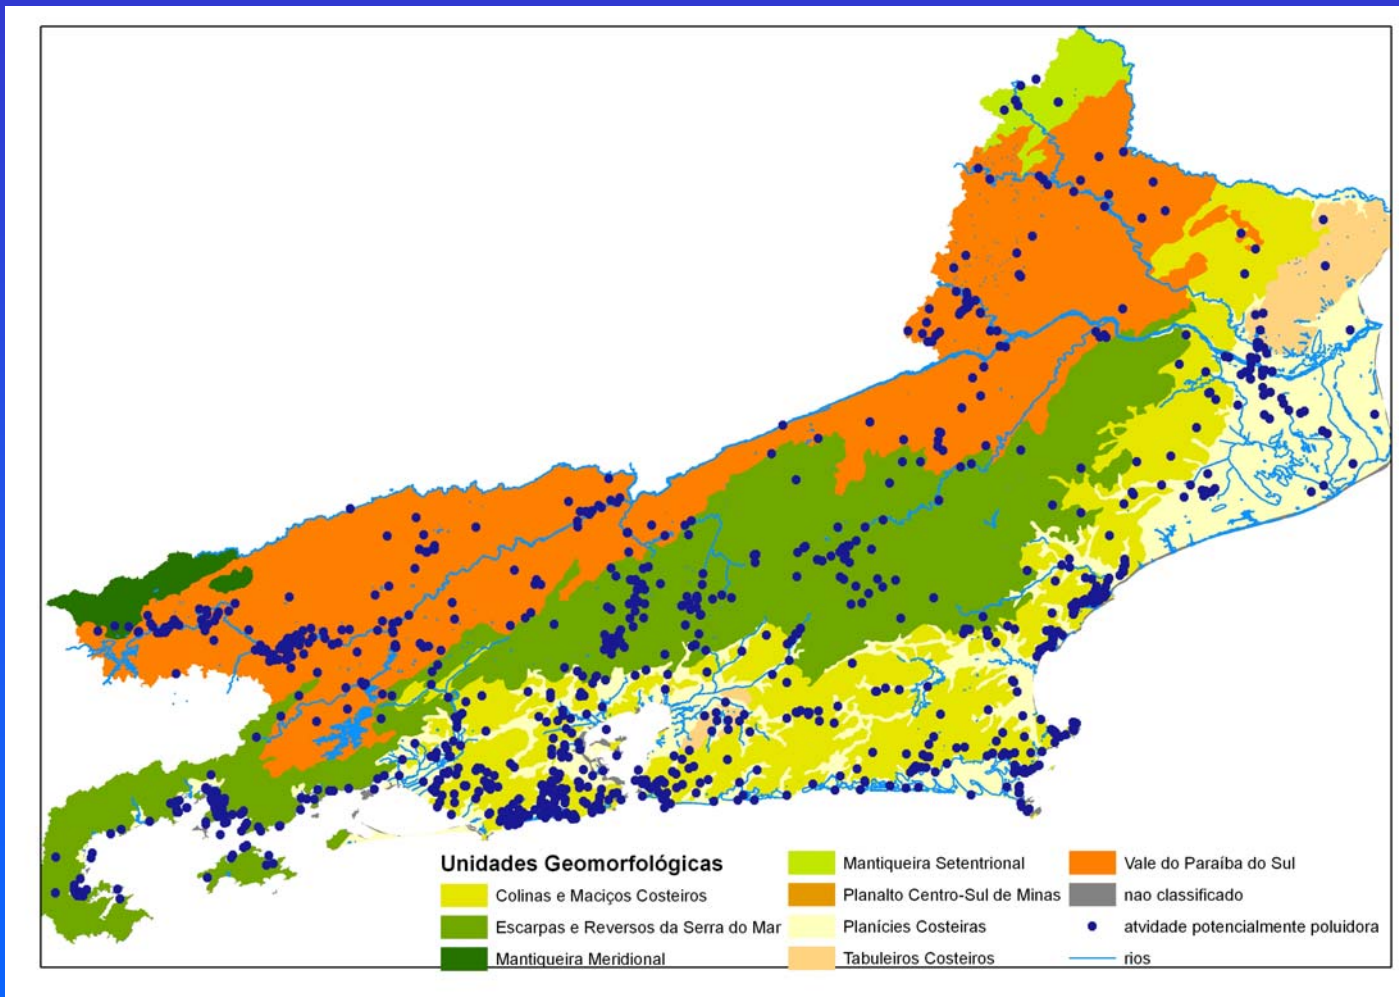 Unidades Geomorfológicas
Colinas e Maciços Costeiros
Escarpas e Reversos da Serra do Mar
Mantiqueira Meridional
Mantiqueira Setentrional
Planalto Centro-Sul de Minas
Planícies Costeiras
Tabuleiros Costeiros
Vale do Paraíba do Sul
nao classificado
atvidade potencialmente poluidora
rios